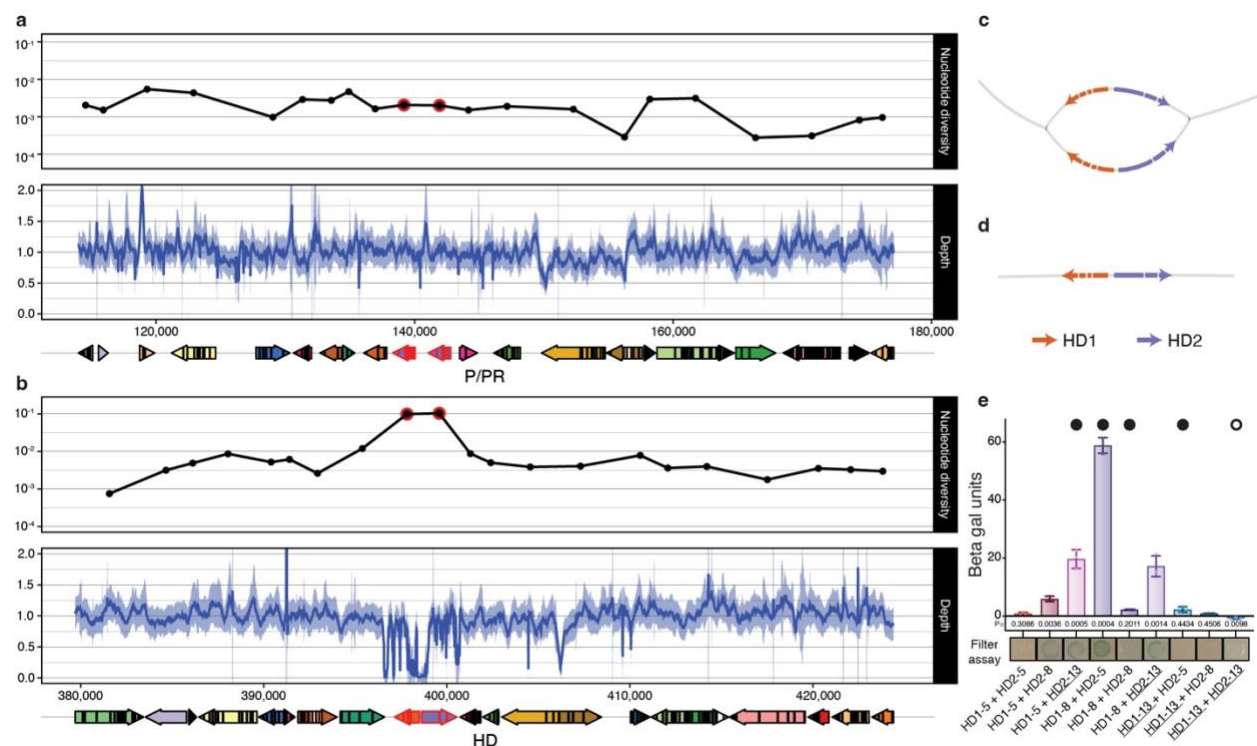 a
10-1
10-2
10-3
10-4
Nucleotide diversity
2.0
1.5
1.0
0.5
0.0
Depth
120,000 140,000 160,000 180,000
P/PR
b
10-1
10-2
10-3
10-4
Nucleotide diversity
2.0
1.5
1.0
0.5
0.0
Depth
380,000 390,000 400,000 410,000 420,000
HD
c
d
HD1 HD2
e
60
40
20
0
Beta gal units
0.3086 0.0036 0.0005 0.0004 0.2011 0.0014 0.4434 0.4506 0.0098
Filter
assay
HD1-5 + HD2-5
HD1-5 + HD2-8
HD1-5 + HD2-13
HD1-8 + HD2-5
HD1-8 + HD2-8
HD1-8 + HD2-13
HD1-13 + HD2-5
HD1-13 + HD2-8
HD1-13 + HD2-13